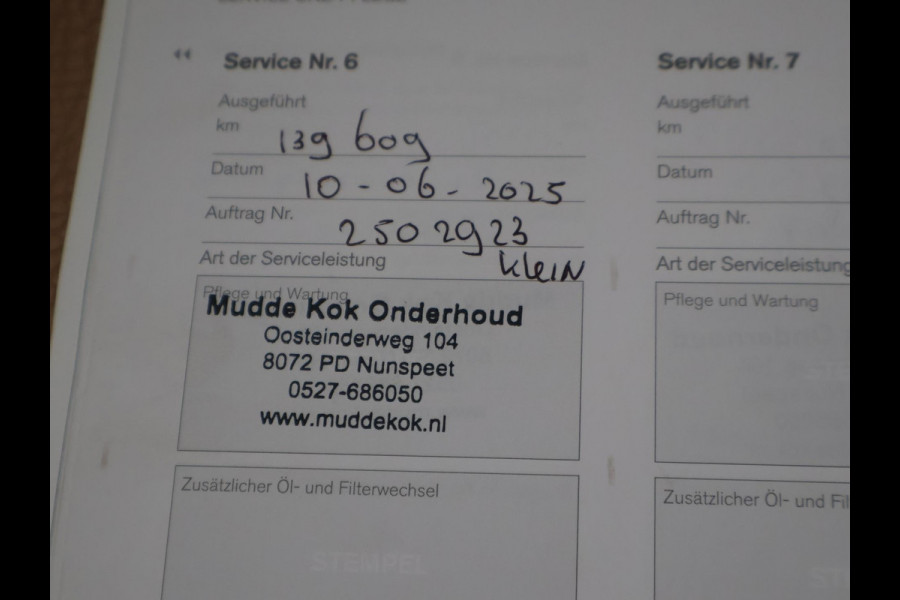 Service Nr. 6
Ausgeführt
km 139 609
Datum 10-06-2025
Auftrag Nr. 2502923
Art der Serviceleistung Klein
Pflege und Wartung
Mudde Kok Onderhoud
Oosteinderweg 104
8072 PD Nunspeet
0527-686050
www.muddekok.nl
Zusätzlicher Öl- und Filterwechsel
STEMPEL
Service Nr. 7
Ausgeführt
km
Datum
Auftrag Nr.
Art der Serviceleistung
Pflege und Wartung
Zusätzlicher Öl- und Fil